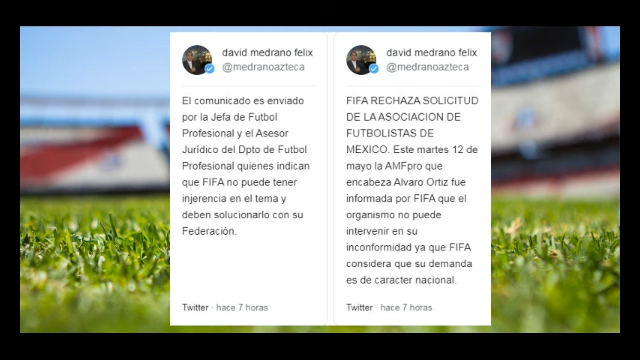 david medrano felix
@medranoazteca
El comunicado es enviado
por la Jefa de Futbol
Profesional y el Asesor
Jurídico del Dpto de Futbol
Profesional quienes indican
que FIFA no puede tener
injerencia en el tema y
deben solucionarlo con su
Federación.
Twitter · hace 7 horas
david medrano felix
@medranoazteca
FIFA RECHAZA SOLICITUD
DE LA ASOCIACION DE
FUTBOLISTAS DE
MEXICO. Este martes 12 de
mayo la AMFpro que
encabeza Alvaro Ortiz fue
informada por FIFA que el
organismo no puede
intervenir en su
inconformidad ya que FIFA
considera que su demanda
es de caracter nacional.
Twitter · hace 7 horas